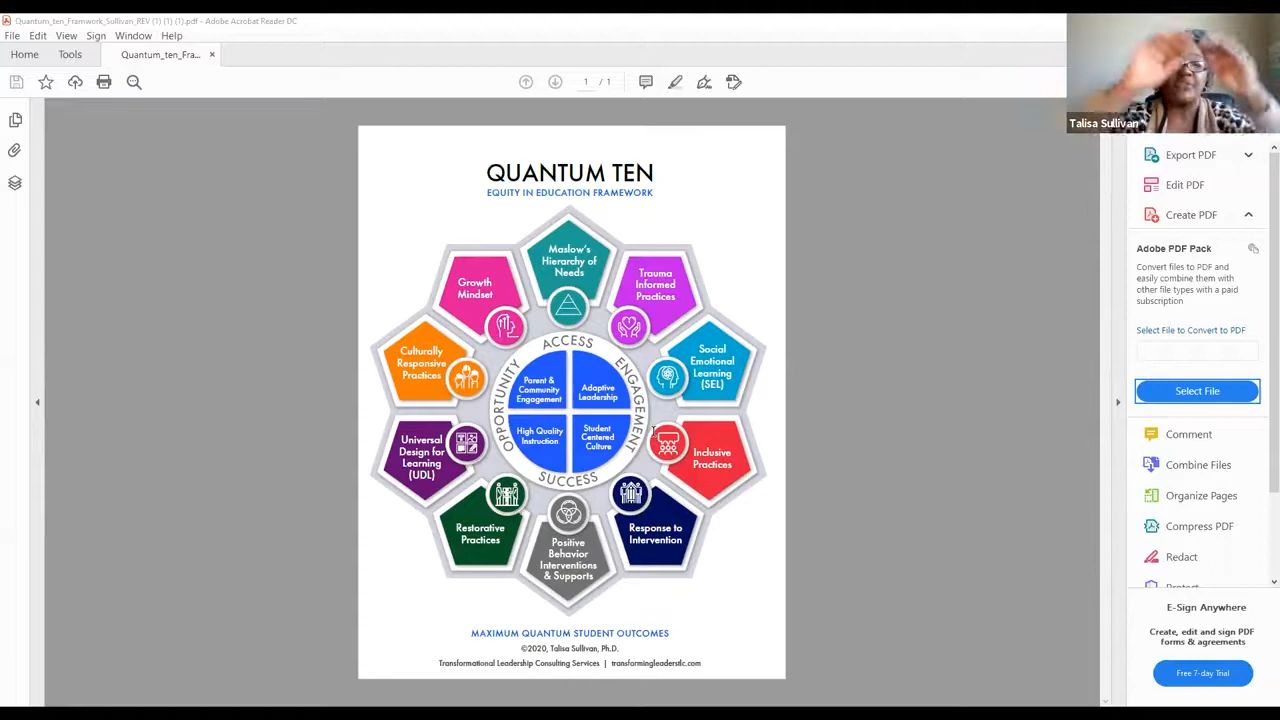 Quantum_ten_Framwork_Sullivan_REV (1) (1) (1).pdf - Adobe Acrobat Reader DC
File Edit View Sign Window Help
Home Tools Quantum_ten_Fra... ×
1 / 1
Talisa Sullivan
QUANTUM TEN
EQUITY IN EDUCATION FRAMEWORK
Maslow's
Hierarchy of
Needs
Trauma
Informed
Practices
Social
Emotional
Learning
(SEL)
Inclusive
Practices
Response to
Intervention
Positive
Behavior
Interventions
& Supports
Restorative
Practices
Universal
Design for
Learning
(UDL)
Culturally
Responsive
Practices
Growth
Mindset
ACCESS
ENGAGEMENT
SUCCESS
OPPORTUNITY
Parent &
Community
Engagement
Adaptive
Leadership
High Quality
Instruction
Student
Centered
Culture
MAXIMUM QUANTUM STUDENT OUTCOMES
©2020, Talisa Sullivan, Ph.D.
Transformational Leadership Consulting Services | transformingleadersllc.com
Export PDF
Edit PDF
Create PDF
Adobe PDF Pack
Convert files to PDF and
easily combine them with
other file types with a paid
subscription
Select File to Convert to PDF
Select File
Comment
Combine Files
Organize Pages
Compress PDF
Redact
Protect
E-Sign Anywhere
Create, edit and sign PDF
forms & agreements
Free 7-day Trial